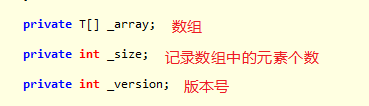 private T[] _array; 数组
private int _size; 记录数组中的元素个数
private int _version; 版本号